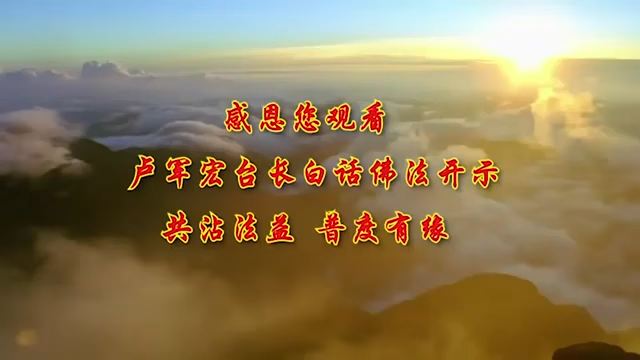 感恩您观看
卢军宏台长白话佛法开示
共沾法益 普度有缘